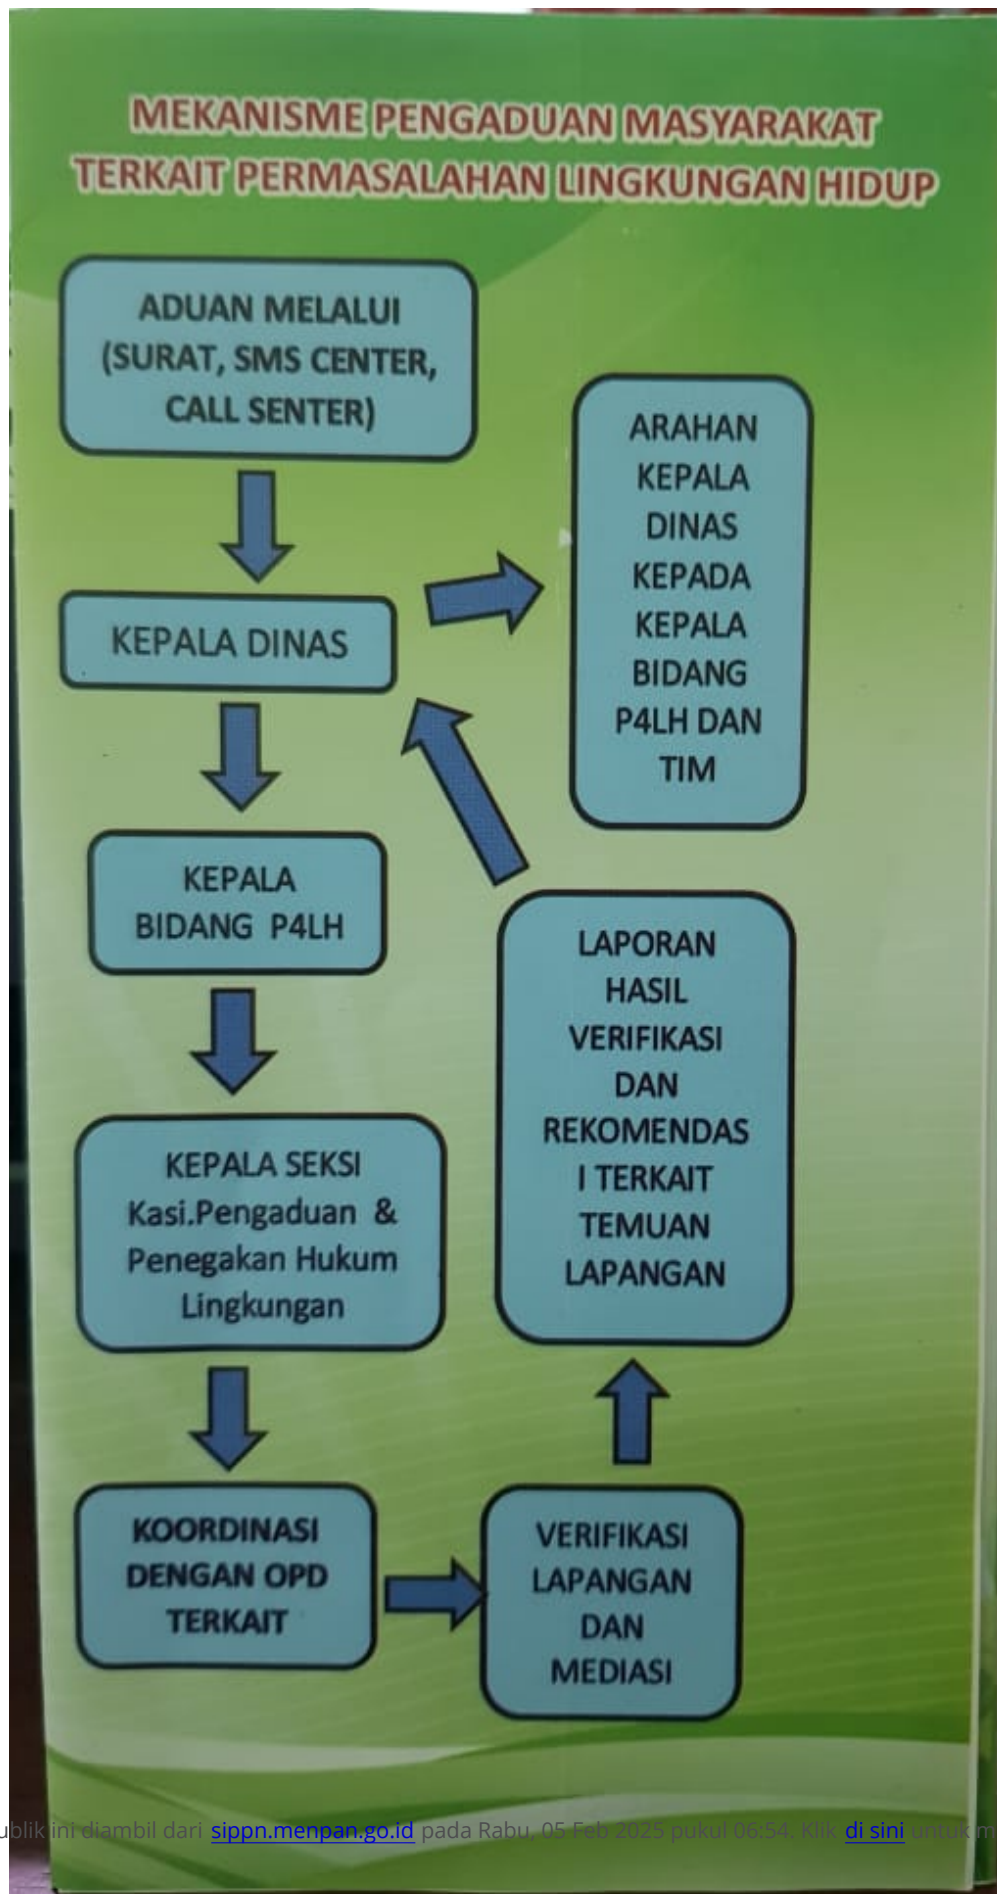 MEKANISME PENGADUAN MASYARAKAT
TERKAIT PERMASALAHAN LINGKUNGAN HIDUP
ADUAN MELALUI
(SURAT, SMS CENTER,
CALL SENTER)
KEPALA DINAS
ARAHAN
KEPALA
DINAS
KEPADA
KEPALA
BIDANG
P4LH DAN
TIM
KEPALA
BIDANG P4LH
KEPALA SEKSI
Kasi.Pengaduan &
Penegakan Hukum
Lingkungan
KOORDINASI
DENGAN OPD
TERKAIT
VERIFIKASI
LAPANGAN
DAN
MEDIASI
LAPORAN
HASIL
VERIFIKASI
DAN
REKOMENDAS
I TERKAIT
TEMUAN
LAPANGAN
ini diambil dari sippn.menpan.go.id pada Rabu, 05 Feb 2025 pukul 06:54. Klik di sini untuk